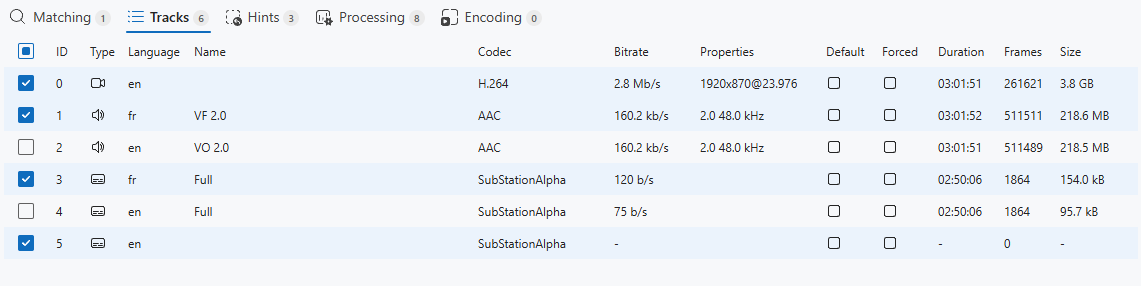 Matching 1 Tracks 6 Hints 3 Processing 8 Encoding 0
ID Type Language Name Codec Bitrate Properties Default Forced Duration Frames Size
0 en H.264 2.8 Mb/s 1920x870@23.976 03:01:51 261621 3.8 GB
1 fr VF 2.0 AAC 160.2 kb/s 2.0 48.0 kHz 03:01:52 511511 218.6 MB
2 en VO 2.0 AAC 160.2 kb/s 2.0 48.0 kHz 03:01:51 511489 218.5 MB
3 fr Full SubStationAlpha 120 b/s 02:50:06 1864 154.0 kB
4 en Full SubStationAlpha 75 b/s 02:50:06 1864 95.7 kB
5 en SubStationAlpha - - 0 -